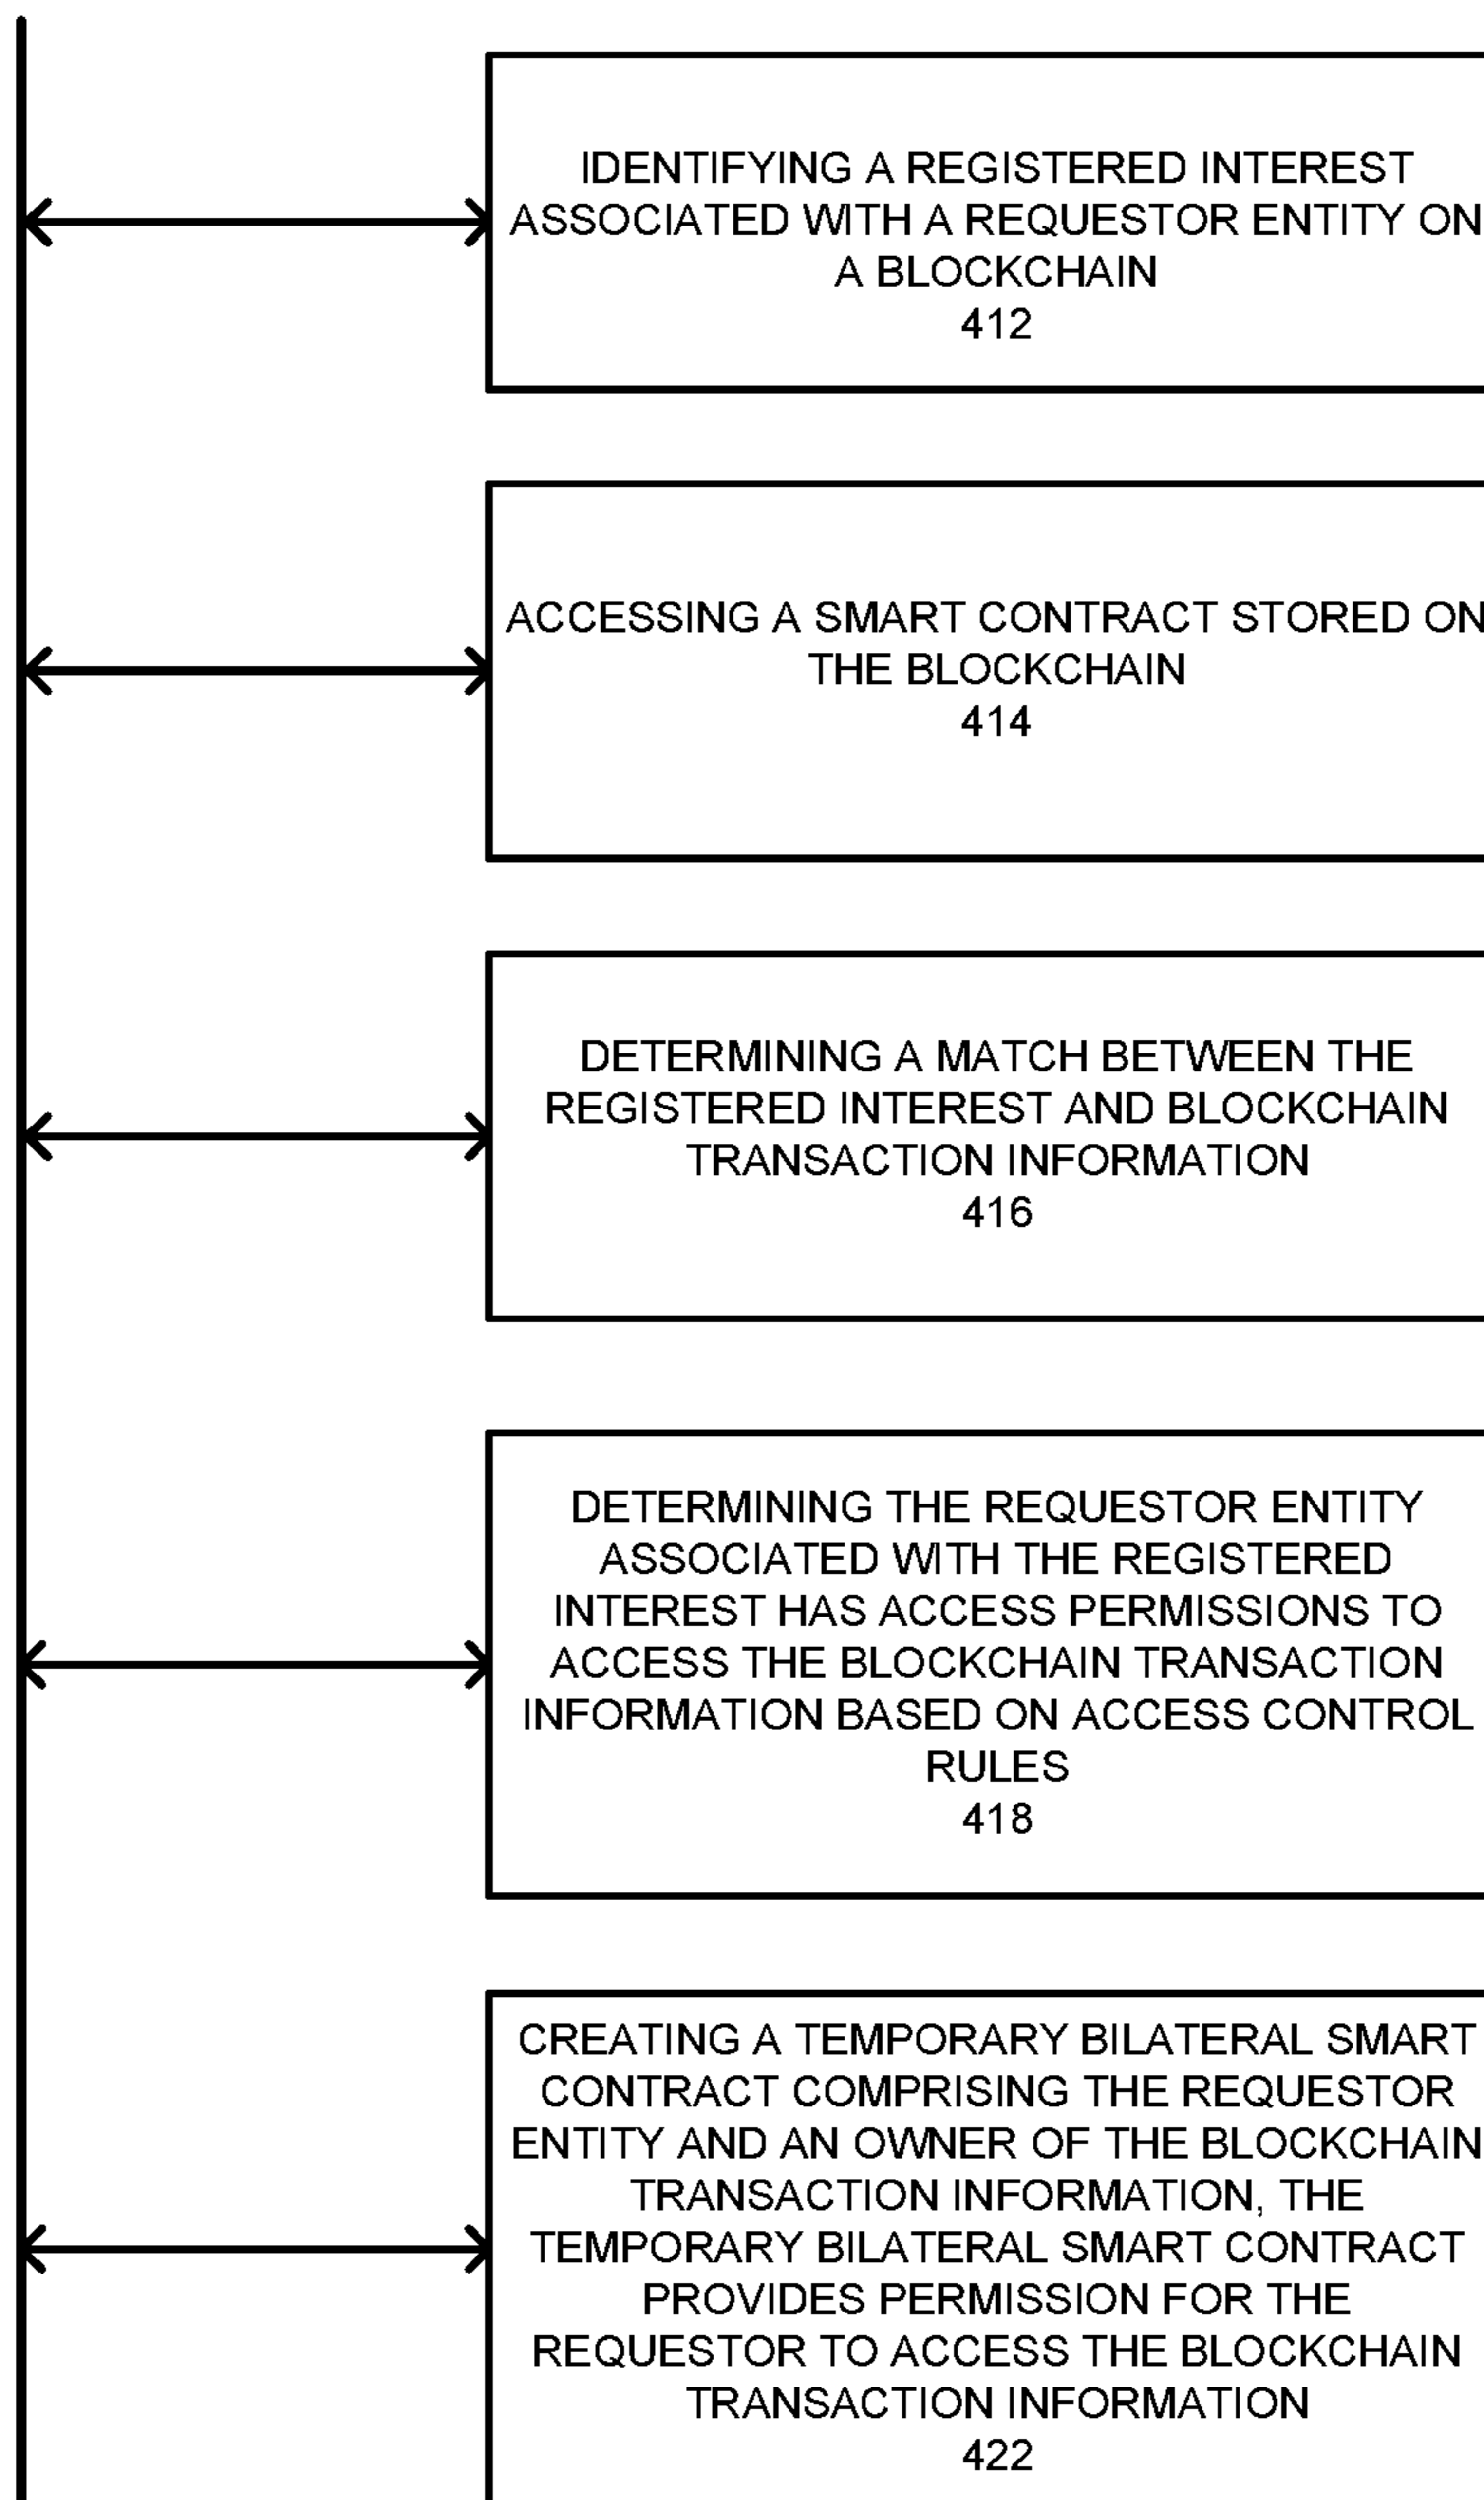 IDENTIFYING A REGISTERED INTEREST
ASSOCIATED WITH A REQUESTOR ENTITY ON
A BLOCKCHAIN
412
ACCESSING A SMART CONTRACT STORED ON
THE BLOCKCHAIN
414
DETERMINING A MATCH BETWEEN THE
REGISTERED INTEREST AND BLOCKCHAIN
TRANSACTION INFORMATION
416
DETERMINING THE REQUESTOR ENTITY
ASSOCIATED WITH THE REGISTERED
INTEREST HAS ACCESS PERMISSIONS TO
ACCESS THE BLOCKCHAIN TRANSACTION
INFORMATION BASED ON ACCESS CONTROL
RULES
418
CREATING A TEMPORARY BILATERAL SMART
CONTRACT COMPRISING THE REQUESTOR
ENTITY AND AN OWNER OF THE BLOCKCHAIN
TRANSACTION INFORMATION, THE
TEMPORARY BILATERAL SMART CONTRACT
PROVIDES PERMISSION FOR THE
REQUESTOR TO ACCESS THE BLOCKCHAIN
TRANSACTION INFORMATION
422